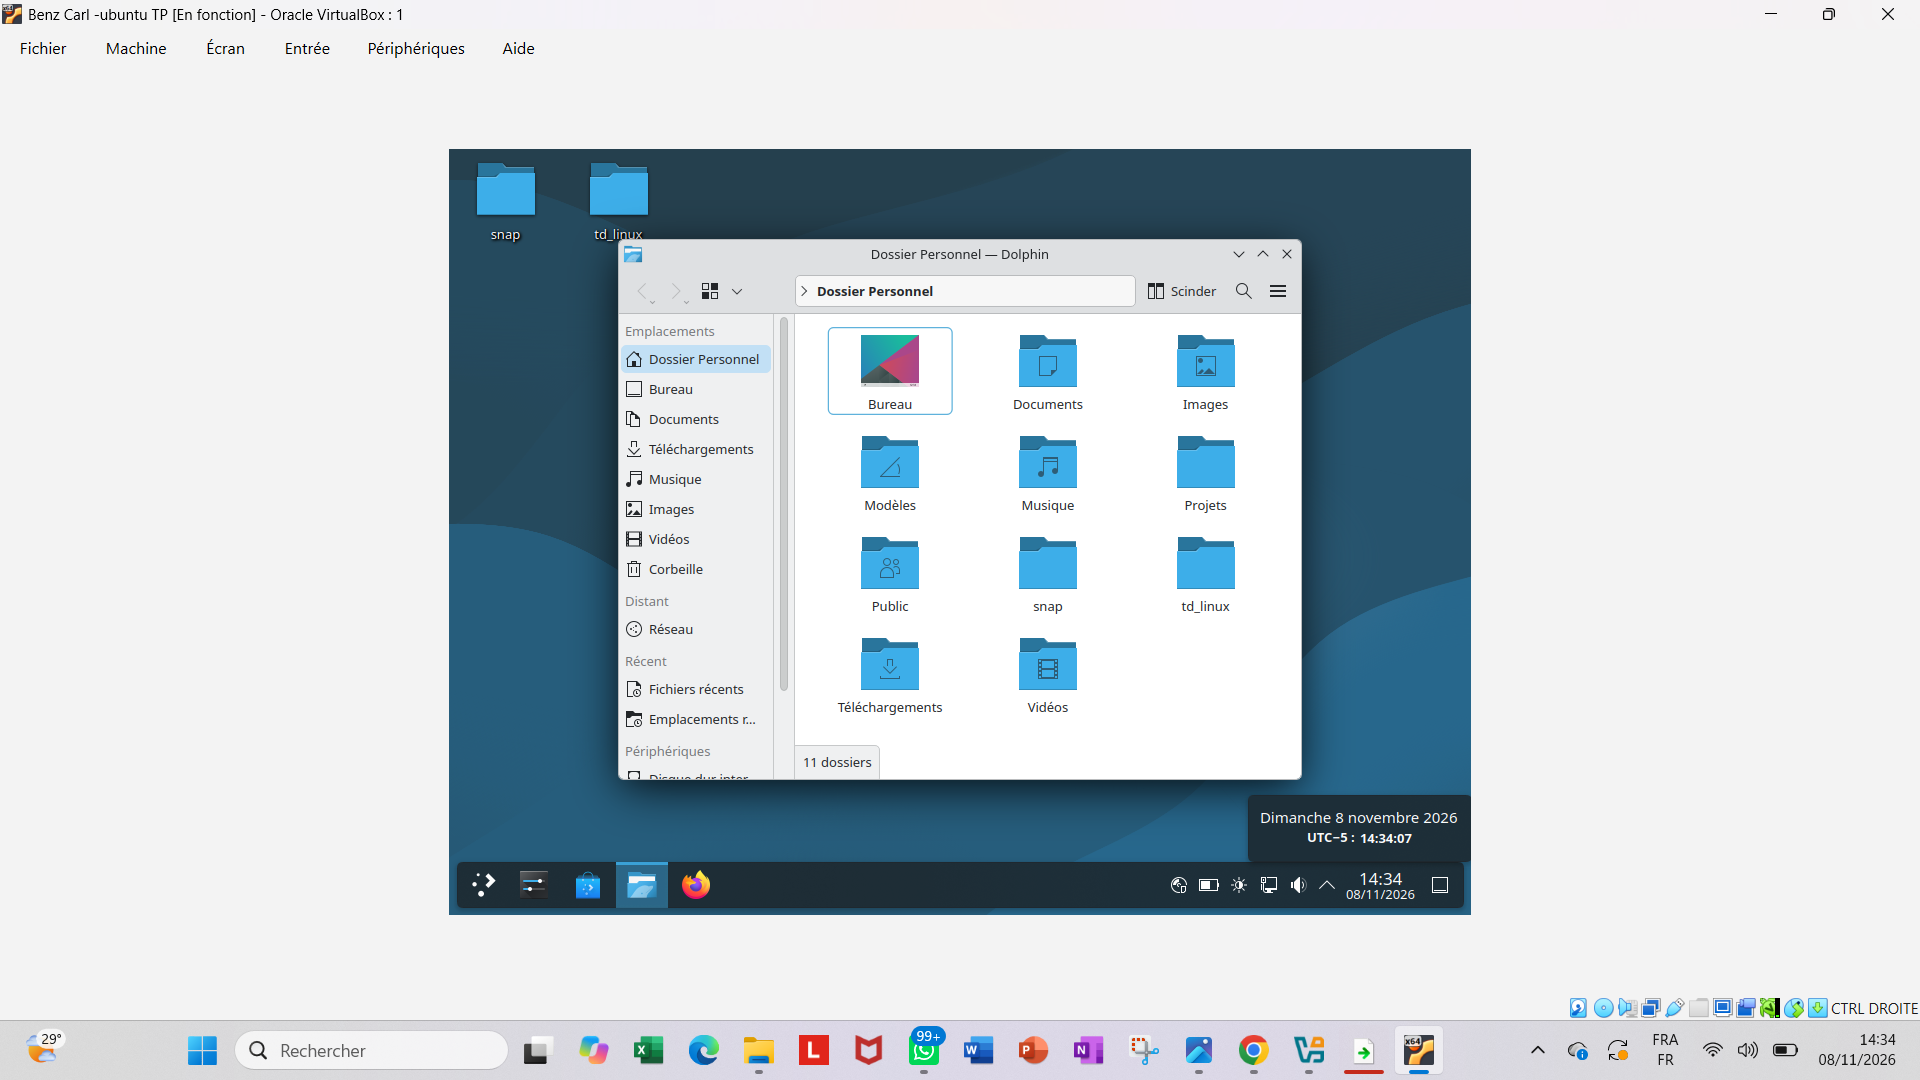 Benz Carl -ubuntu TP [En fonction] - Oracle VirtualBox : 1
Fichier Machine Écran Entrée Périphériques Aide
snap
td_linux
Dossier Personnel — Dolphin
Dossier Personnel
Scinder
Emplacements
Dossier Personnel
Bureau
Documents
Téléchargements
Musique
Images
Vidéos
Corbeille
Distant
Réseau
Récent
Fichiers récents
Emplacements r...
Périphériques
Disque dur inter...
Bureau
Documents
Images
Modèles
Musique
Projets
Public
snap
td_linux
Téléchargements
Vidéos
11 dossiers
Dimanche 8 novembre 2026
UTC−5 : 14:34:07
14:34
08/11/2026
CTRL DROITE
29°
Rechercher
99+
FRA
FR
14:34
08/11/2026